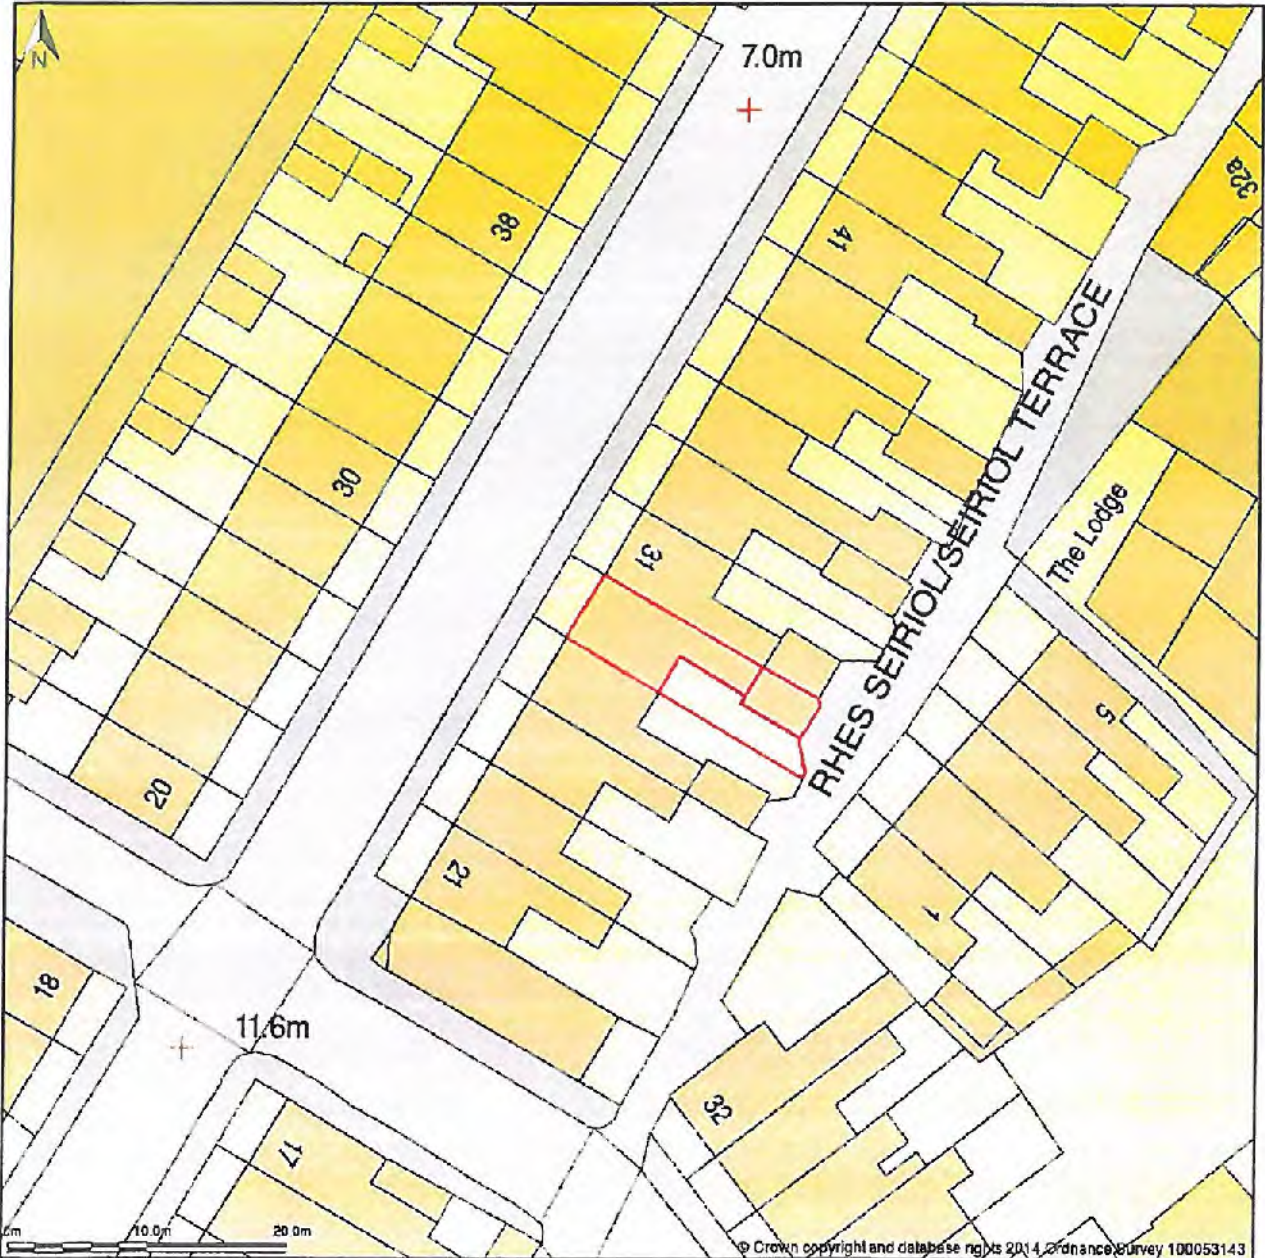 N
7.0m
32a
38
41
RHES SEIRIOL/SEIRIOL TERRACE
30
The Lodge
31
5
20
21
1
18
11.6m
32
17
10.0m
20.0m
© Crown copyright and database rights 2014 Ordnance Survey 100053143